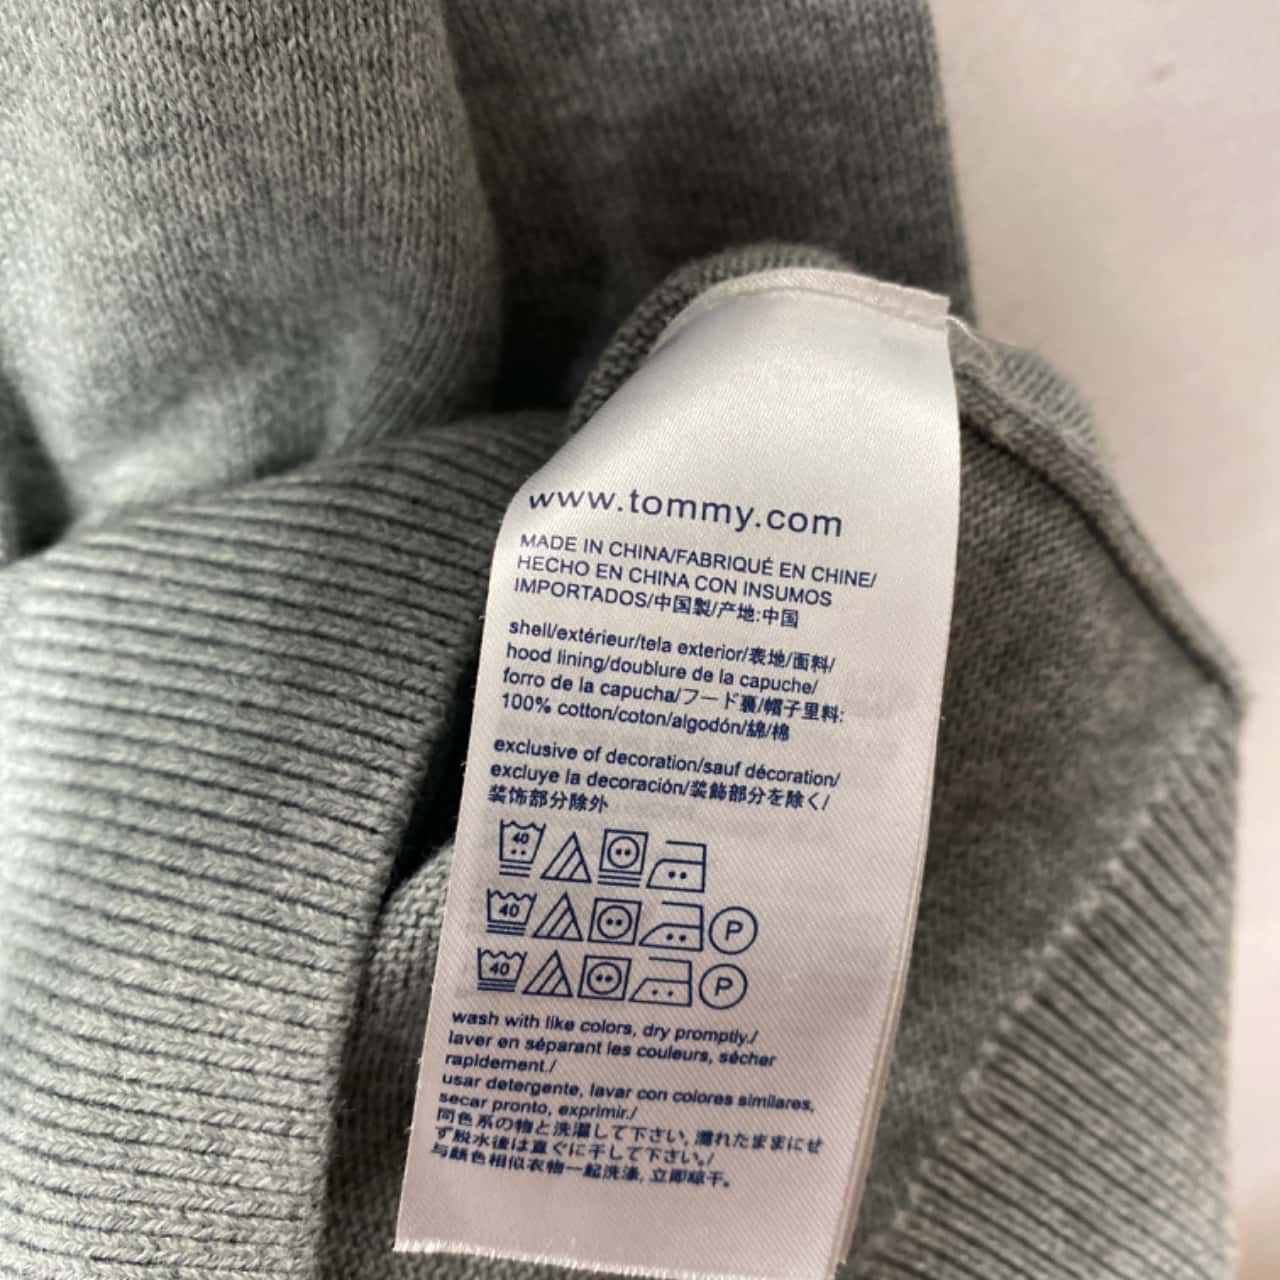 www.tommy.com
MADE IN CHINA/FABRIQUÉ EN CHINE/
HECHO EN CHINA CON INSUMOS
IMPORTADOS/中国製/产地:中国
shell/extérieur/tela exterior/表地/面料/
hood lining/doublure de la capuche/
forro de la capucha/フード裏/帽子里料:
100% cotton/coton/algodón/綿/棉
exclusive of decoration/sauf décoration/
excluye la decoración/装飾部分を除く/
装饰部分除外
40
40 P
40 P
wash with like colors, dry promptly./
laver en séparant les couleurs, sécher
rapidement./
usar detergente, lavar con colores similares,
secar pronto, exprimir./
同色系の物と洗濯して下さい, 濡れたままにせ
ず脱水後は直ぐに干して下さい./
与颜色相似衣物一起洗涤, 立即晾干.